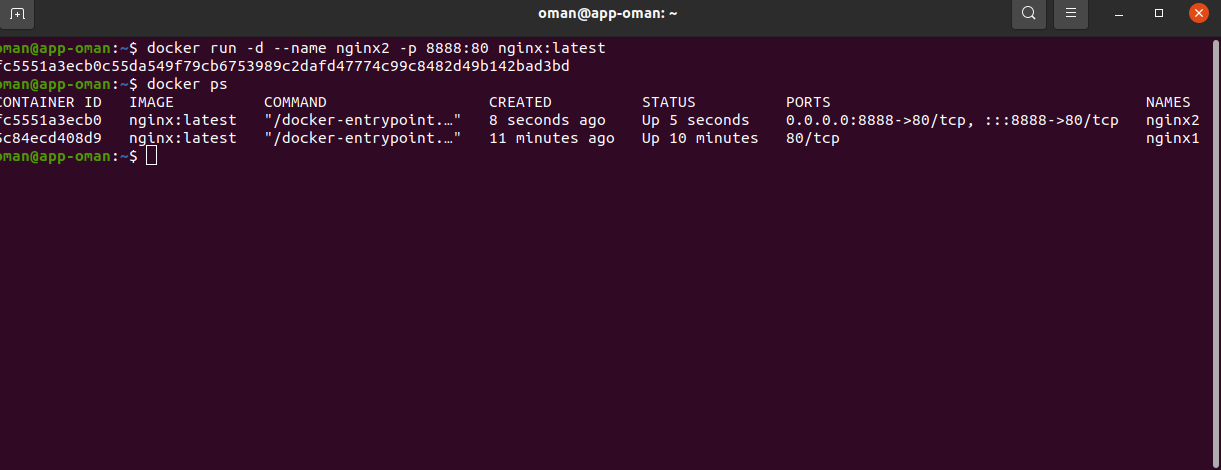 oman@app-oman: ~
oman@app-oman:~$ docker run -d --name nginx2 -p 8888:80 nginx:latest
fc5551a3ecb0c55da549f79cb6753989c2dafd47774c99c8482d49b142bad3bd
oman@app-oman:~$ docker ps
CONTAINER ID   IMAGE          COMMAND                  CREATED          STATUS          PORTS                                   NAMES
fc5551a3ecb0   nginx:latest   "/docker-entrypoint.…"   8 seconds ago    Up 5 seconds    0.0.0.0:8888->80/tcp, :::8888->80/tcp   nginx2
5c84ecd408d9   nginx:latest   "/docker-entrypoint.…"   11 minutes ago   Up 10 minutes   80/tcp                                  nginx1
oman@app-oman:~$